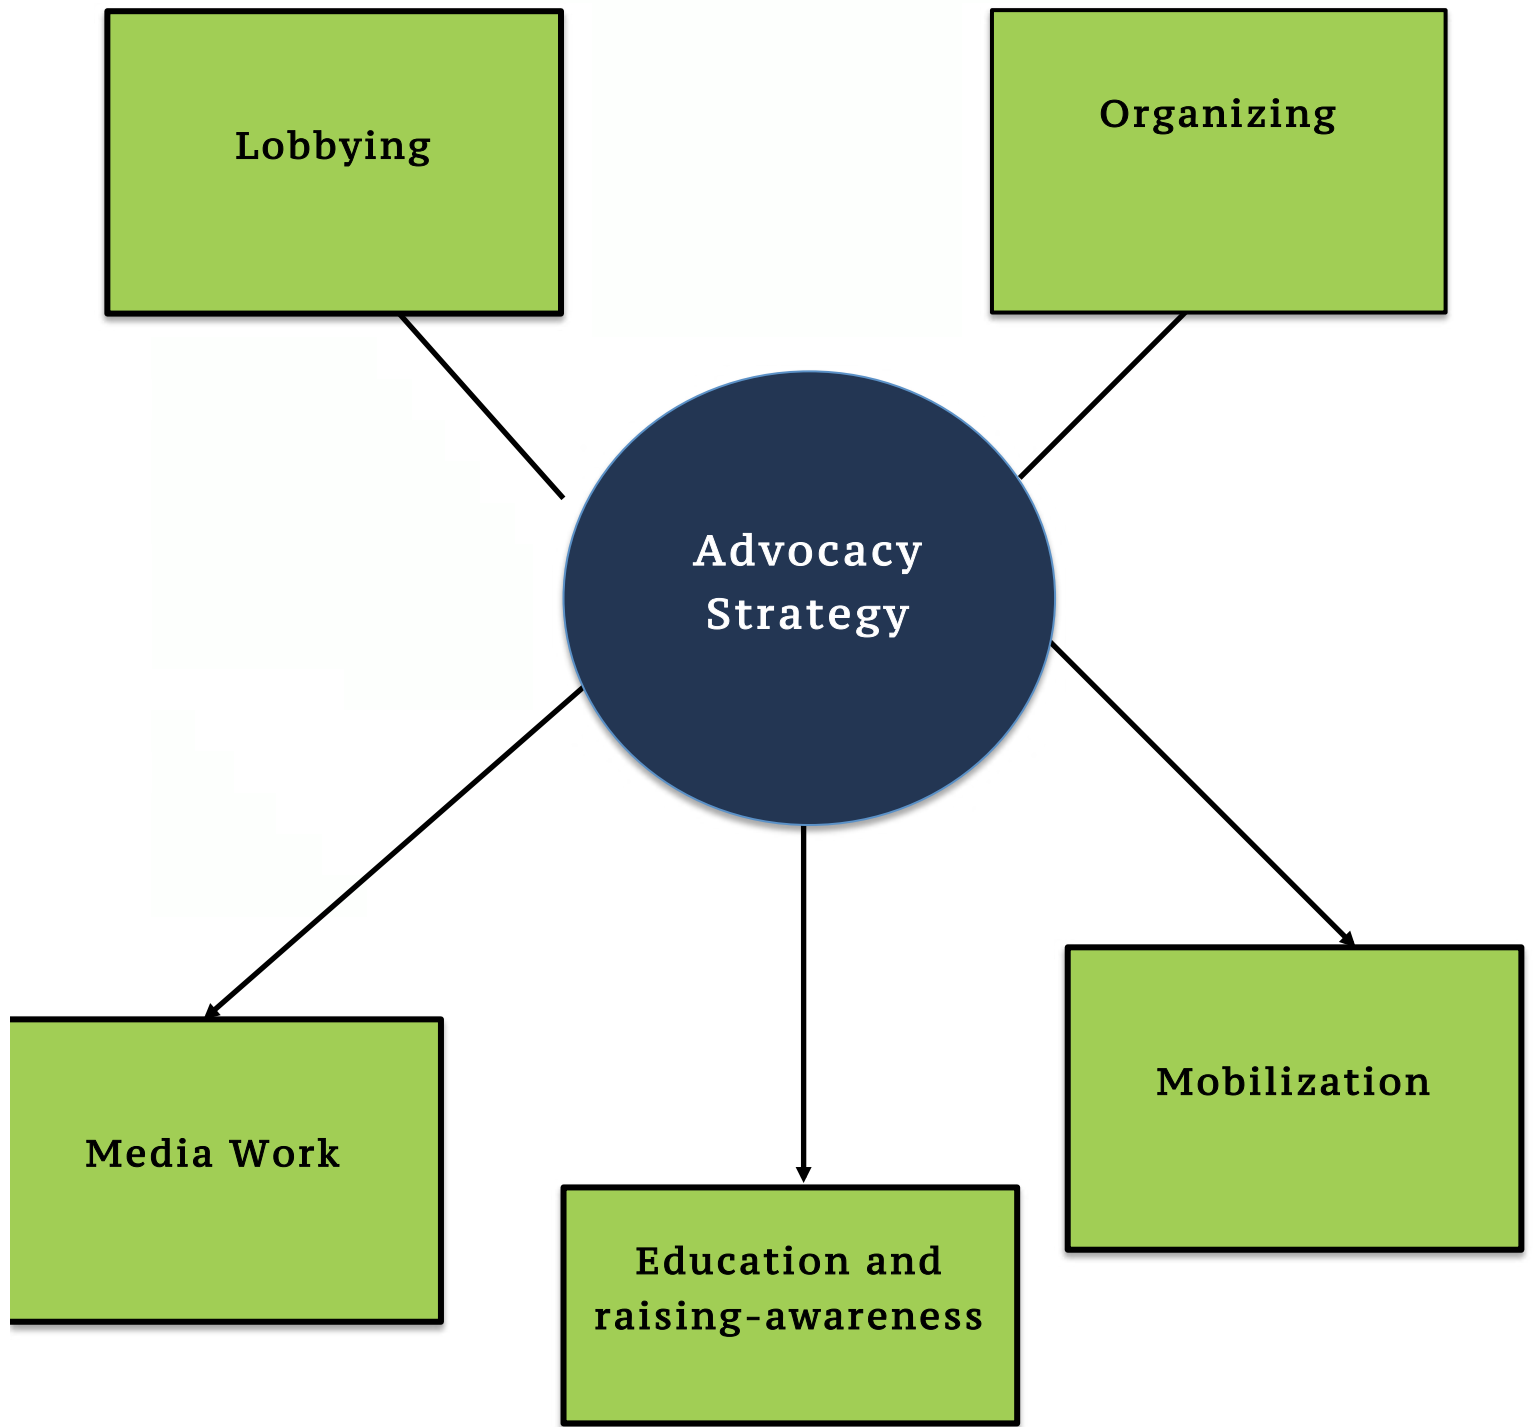 Lobbying
Organizing
Advocacy
Strategy
Media Work
Mobilization
Education and
raising-awareness